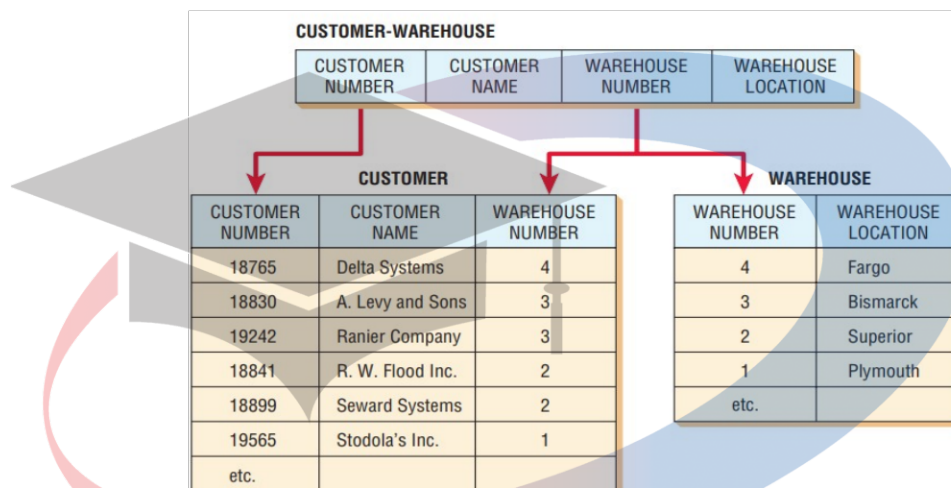 CUSTOMER-WAREHOUSE
CUSTOMER NUMBER CUSTOMER NAME WAREHOUSE NUMBER WAREHOUSE LOCATION
CUSTOMER
CUSTOMER NUMBER CUSTOMER NAME WAREHOUSE NUMBER
18765 Delta Systems 4
18830 A. Levy and Sons 3
19242 Ranier Company 3
18841 R. W. Flood Inc. 2
18899 Seward Systems 2
19565 Stodola's Inc. 1
etc.
WAREHOUSE
WAREHOUSE NUMBER WAREHOUSE LOCATION
4 Fargo
3 Bismarck
2 Superior
1 Plymouth
etc.